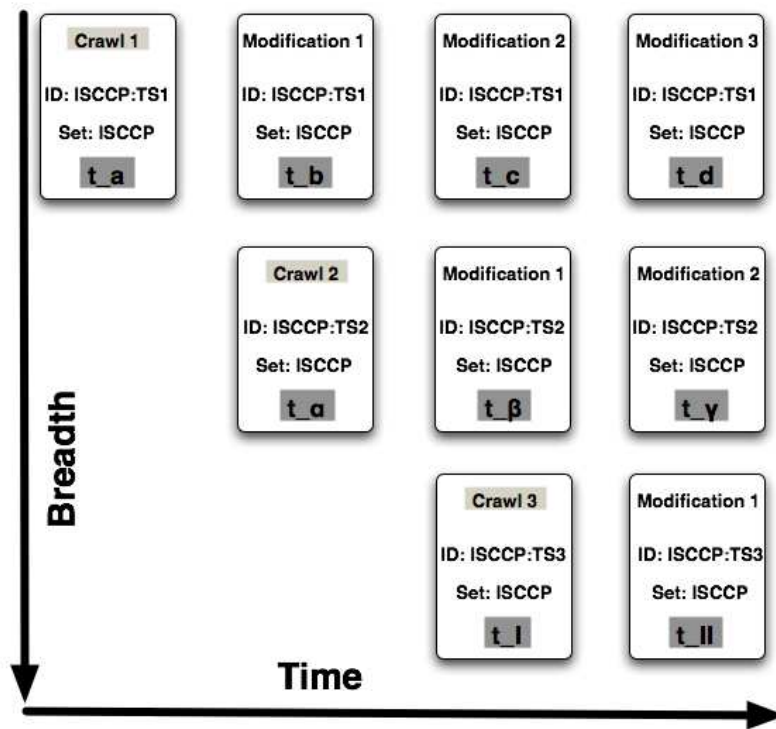 Crawl 1
ID: ISCCP:TS1
Set: ISCCP
t_a
Modification 1
ID: ISCCP:TS1
Set: ISCCP
t_b
Modification 2
ID: ISCCP:TS1
Set: ISCCP
t_c
Modification 3
ID: ISCCP:TS1
Set: ISCCP
t_d
Crawl 2
ID: ISCCP:TS2
Set: ISCCP
t_α
Modification 1
ID: ISCCP:TS2
Set: ISCCP
t_β
Modification 2
ID: ISCCP:TS2
Set: ISCCP
t_γ
Crawl 3
ID: ISCCP:TS3
Set: ISCCP
t_I
Modification 1
ID: ISCCP:TS3
Set: ISCCP
t_II
Breadth
Time